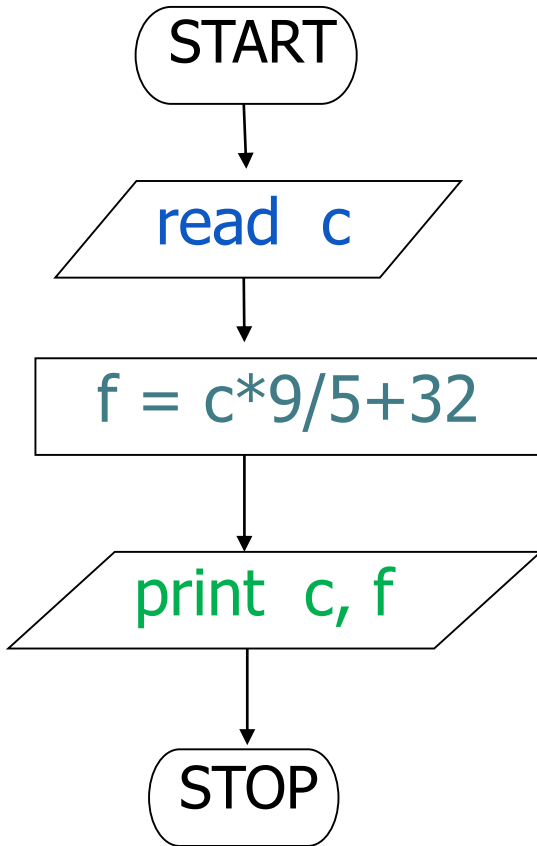 START
read c
f = c*9/5+32
print c, f
STOP